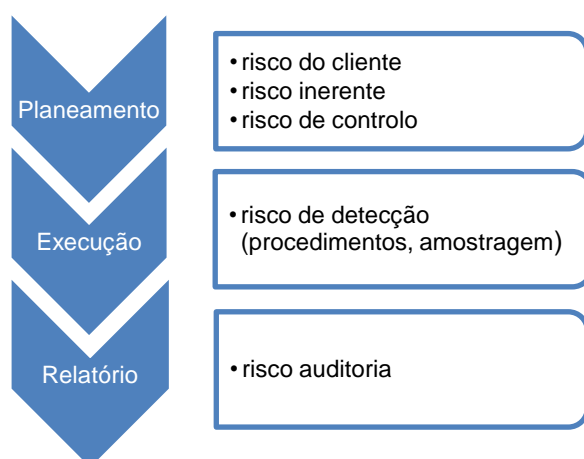 Planeamento
• risco do cliente
• risco inerente
• risco de controlo
Execução
• risco de detecção
(procedimentos, amostragem)
Relatório
• risco auditoria